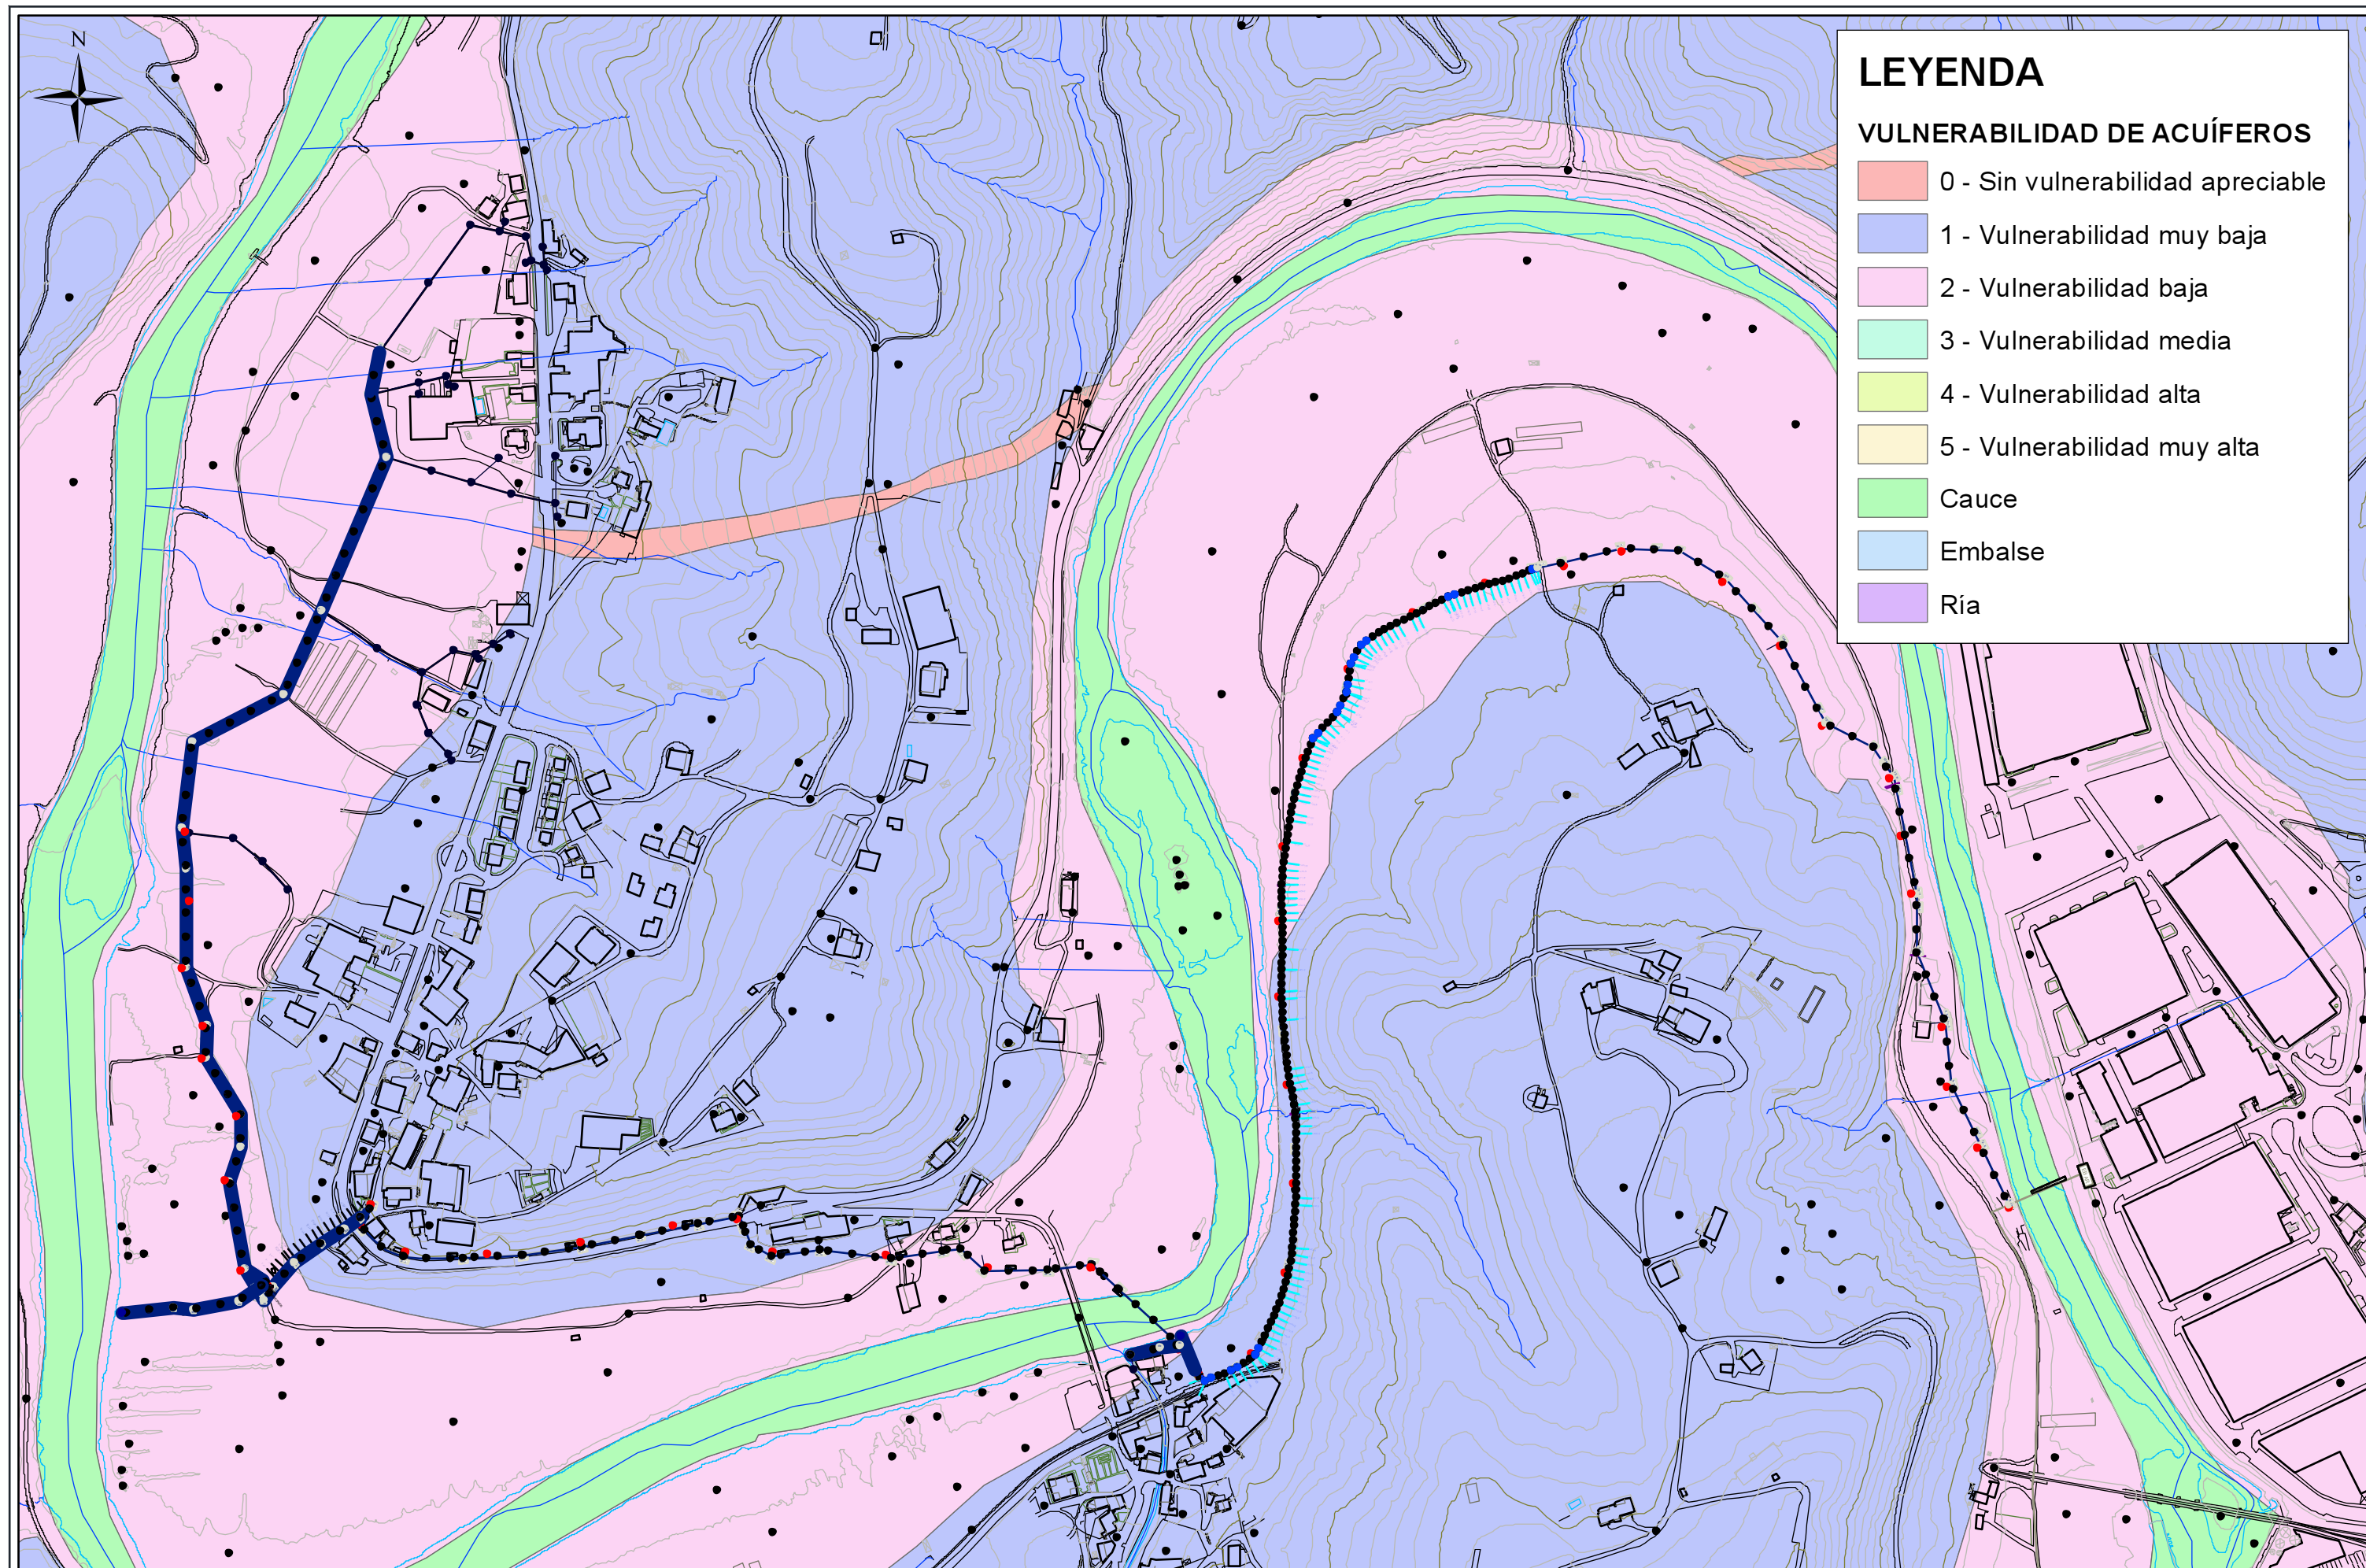 N
LEYENDA
VULNERABILIDAD DE ACUÍFEROS
0 - Sin vulnerabilidad apreciable
1 - Vulnerabilidad muy baja
2 - Vulnerabilidad baja
3 - Vulnerabilidad media
4 - Vulnerabilidad alta
5 - Vulnerabilidad muy alta
Cauce
Embalse
Ría